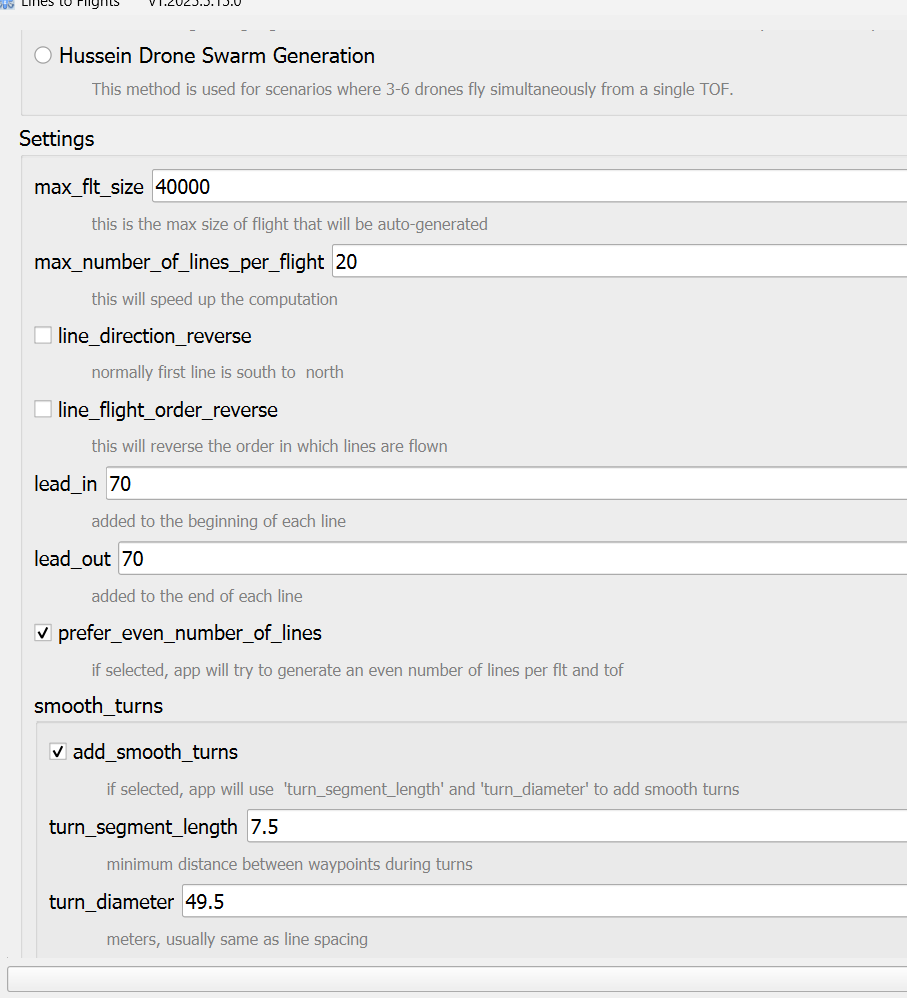 Lines to Flights v1.2025.5.15.0
Hussein Drone Swarm Generation
This method is used for scenarios where 3-6 drones fly simultaneously from a single TOF.
Settings
max_flt_size 40000
this is the max size of flight that will be auto-generated
max_number_of_lines_per_flight 20
this will speed up the computation
line_direction_reverse
normally first line is south to  north
line_flight_order_reverse
this will reverse the order in which lines are flown
lead_in 70
added to the beginning of each line
lead_out 70
added to the end of each line
prefer_even_number_of_lines
if selected, app will try to generate an even number of lines per flt and tof
smooth_turns
add_smooth_turns
if selected, app will use  'turn_segment_length' and 'turn_diameter' to add smooth turns
turn_segment_length 7.5
minimum distance between waypoints during turns
turn_diameter 49.5
meters, usually same as line spacing